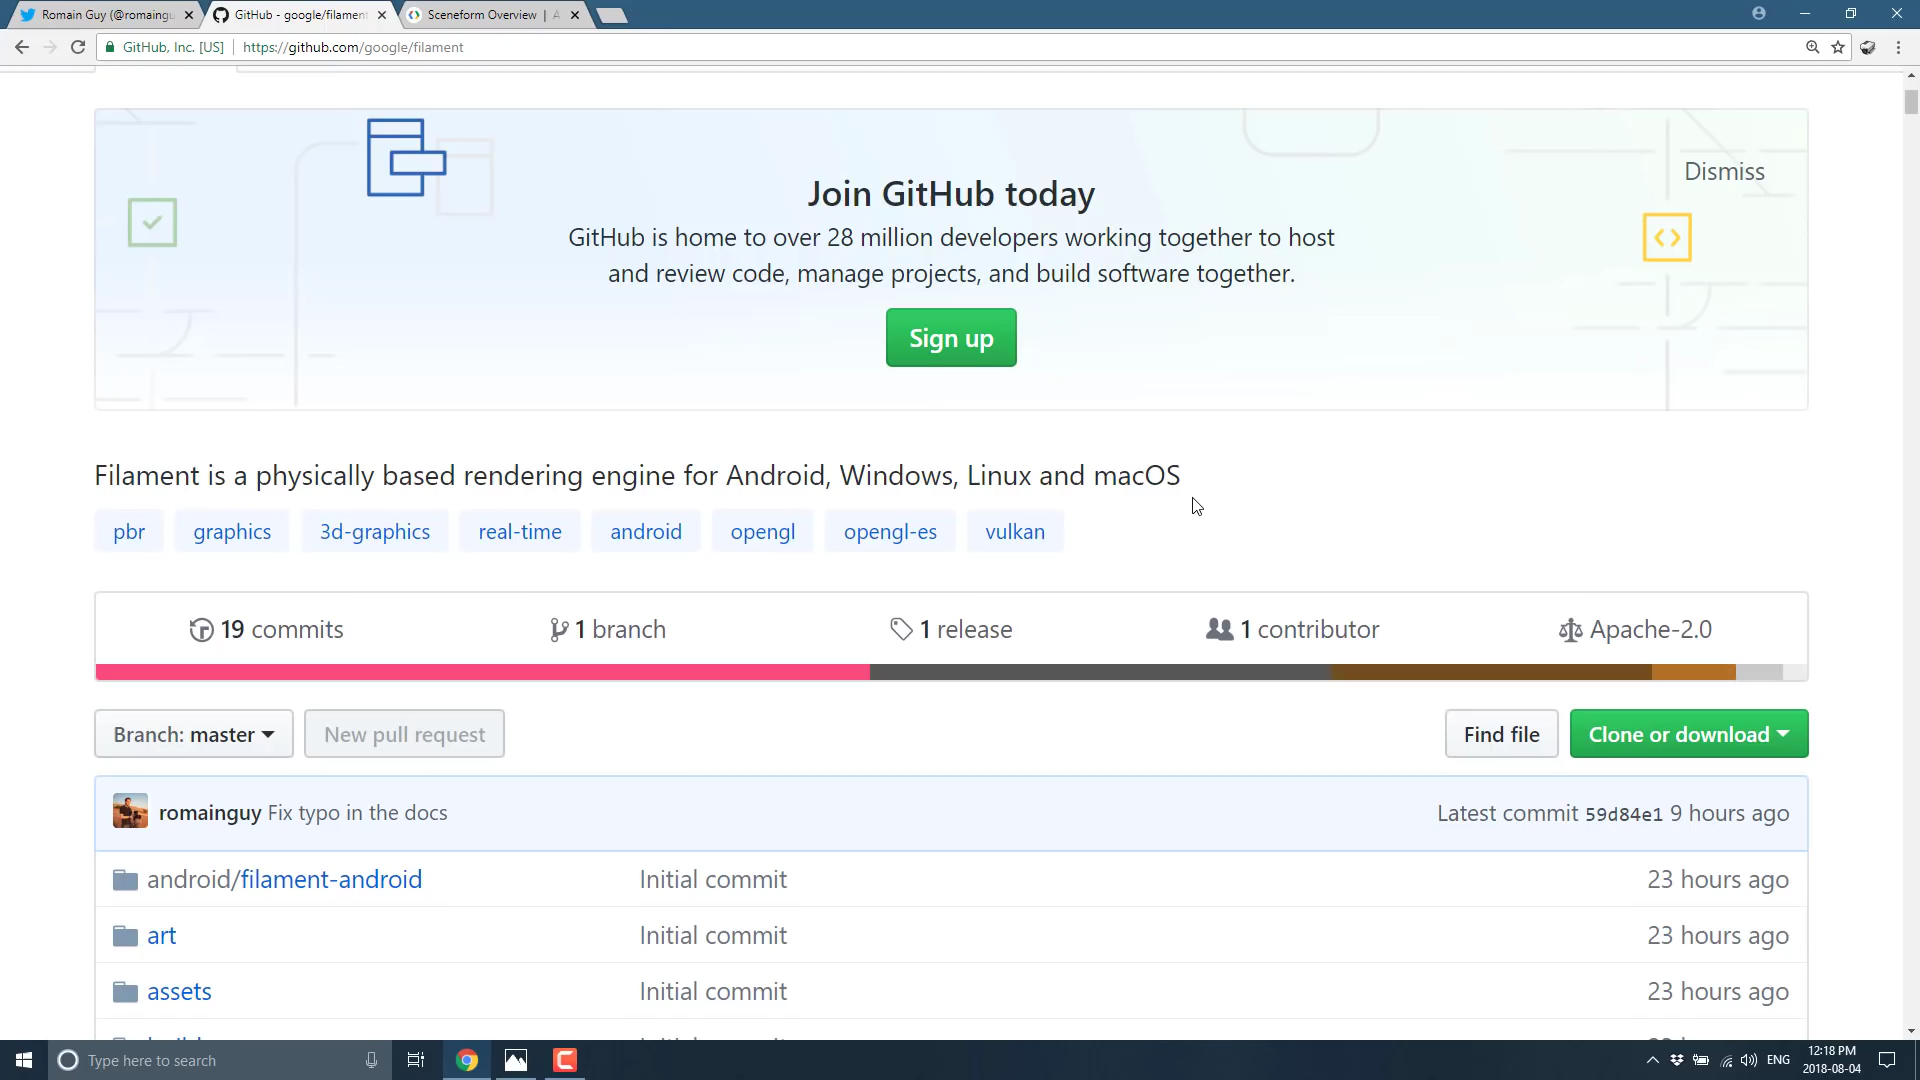 Romain Guy (@romaingu
GitHub - google/filament
Sceneform Overview | A
GitHub, Inc. [US] https://github.com/google/filament
Dismiss
Join GitHub today
GitHub is home to over 28 million developers working together to host
and review code, manage projects, and build software together.
Sign up
Filament is a physically based rendering engine for Android, Windows, Linux and macOS
pbr graphics 3d-graphics real-time android opengl opengl-es vulkan
19 commits 1 branch 1 release 1 contributor Apache-2.0
Branch: master New pull request Find file Clone or download
romainguy Fix typo in the docs Latest commit 59d84e1 9 hours ago
android/filament-android Initial commit 23 hours ago
art Initial commit 23 hours ago
assets Initial commit 23 hours ago
Type here to search ENG 12:18 PM
2018-08-04